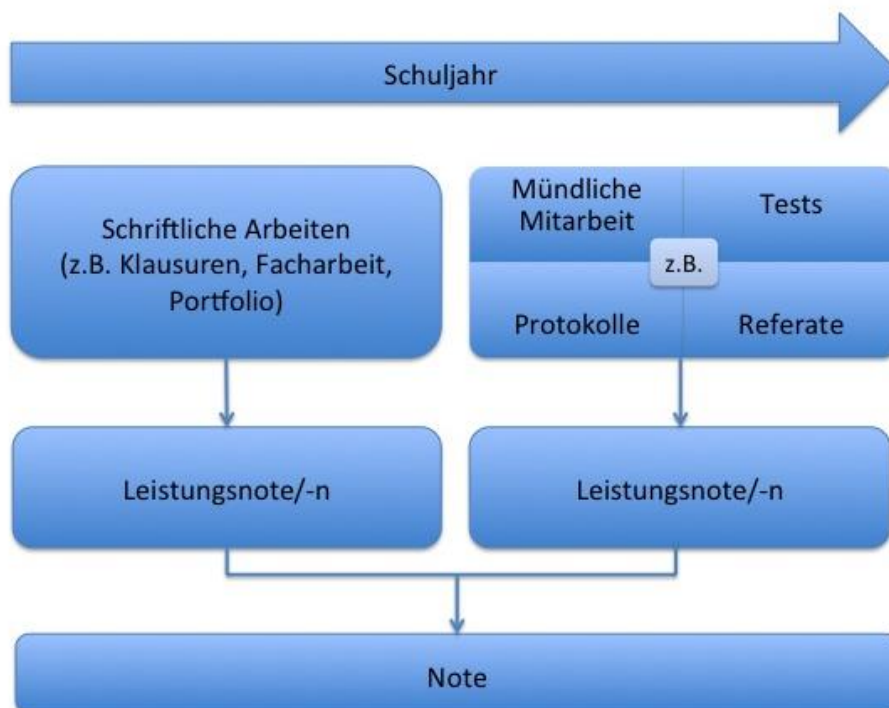 Schuljahr
Schriftliche Arbeiten
(z.B. Klausuren, Facharbeit,
Portfolio)
Mündliche
Mitarbeit
Tests
z.B.
Protokolle
Referate
Leistungsnote/-n
Leistungsnote/-n
Note